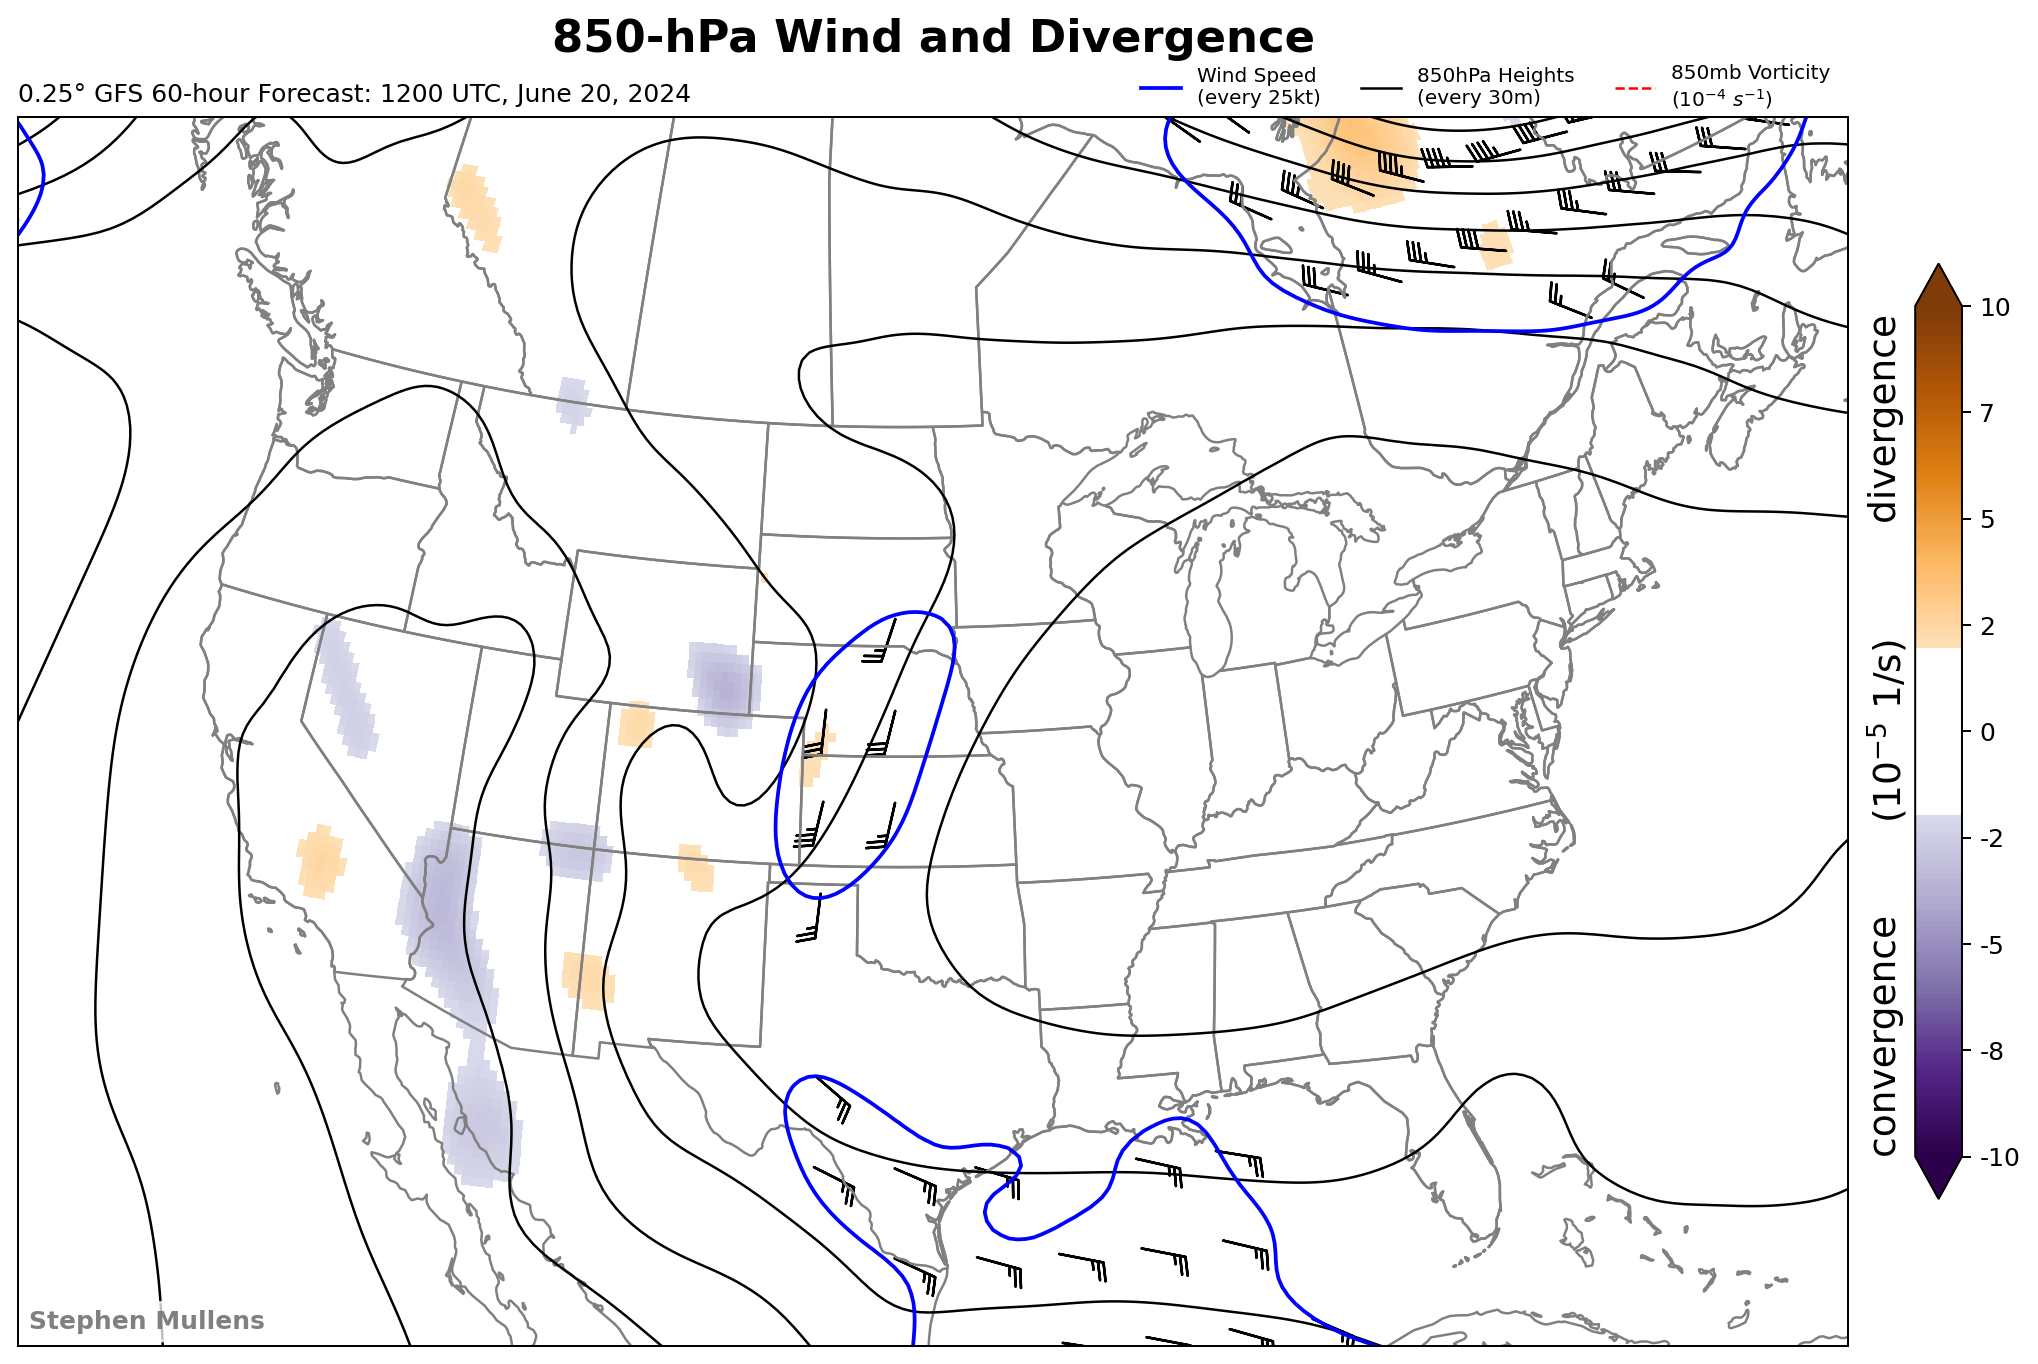 850-hPa Wind and Divergence
0.25° GFS 60-hour Forecast: 1200 UTC, June 20, 2024
Wind Speed
(every 25kt)
850hPa Heights
(every 30m)
850mb Vorticity
(10⁻⁴ s⁻¹)
divergence
(10⁻⁵ 1/s)
convergence
10
7
5
2
0
-2
-5
-8
-10
Stephen Mullens